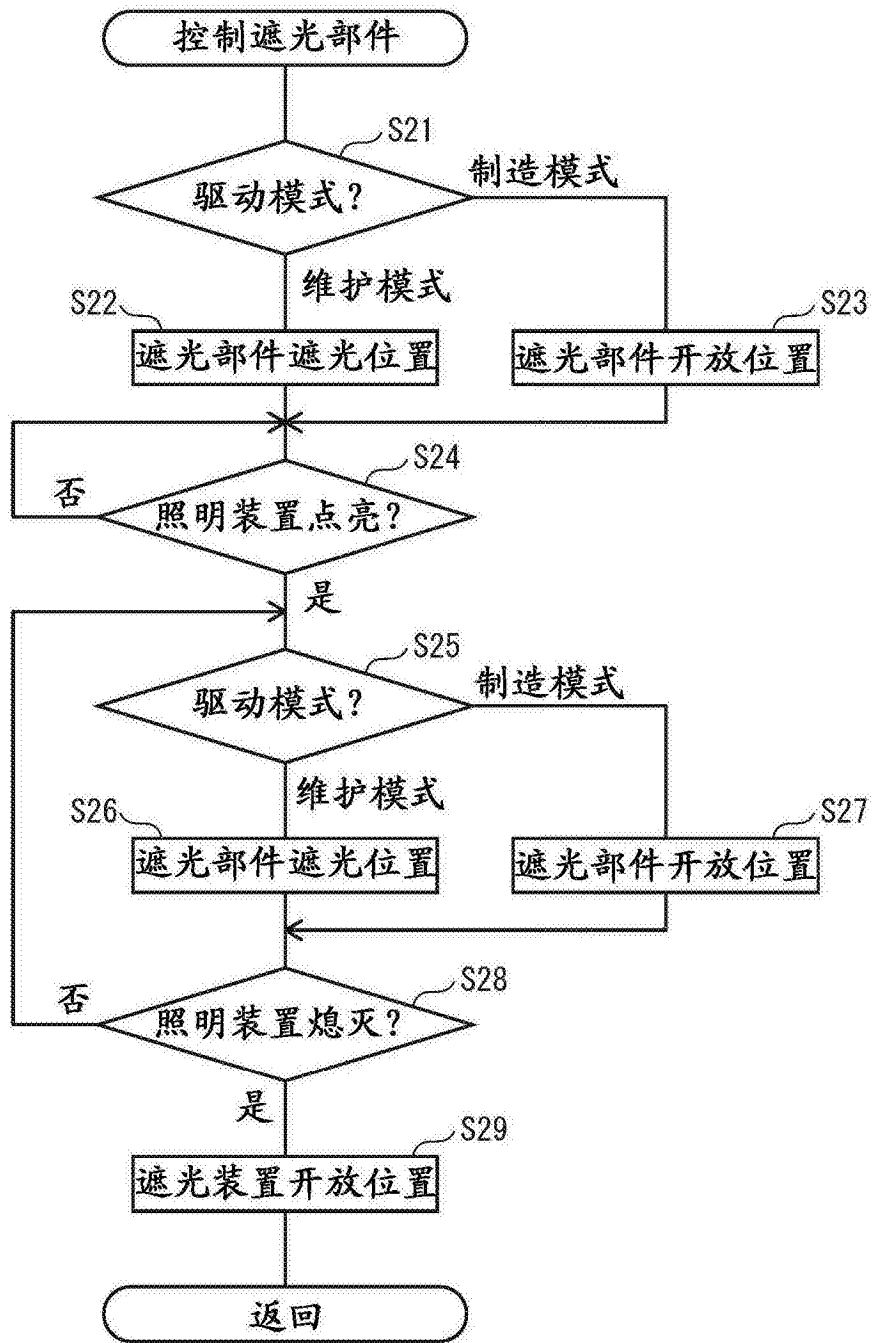 控制遮光部件
S21
驱动模式?
制造模式
维护模式
S22
遮光部件遮光位置
S23
遮光部件开放位置
S24
否
照明装置点亮?
是
S25
驱动模式?
制造模式
维护模式
S26
遮光部件遮光位置
S27
遮光部件开放位置
S28
否
照明装置熄灭?
是
S29
遮光装置开放位置
返回